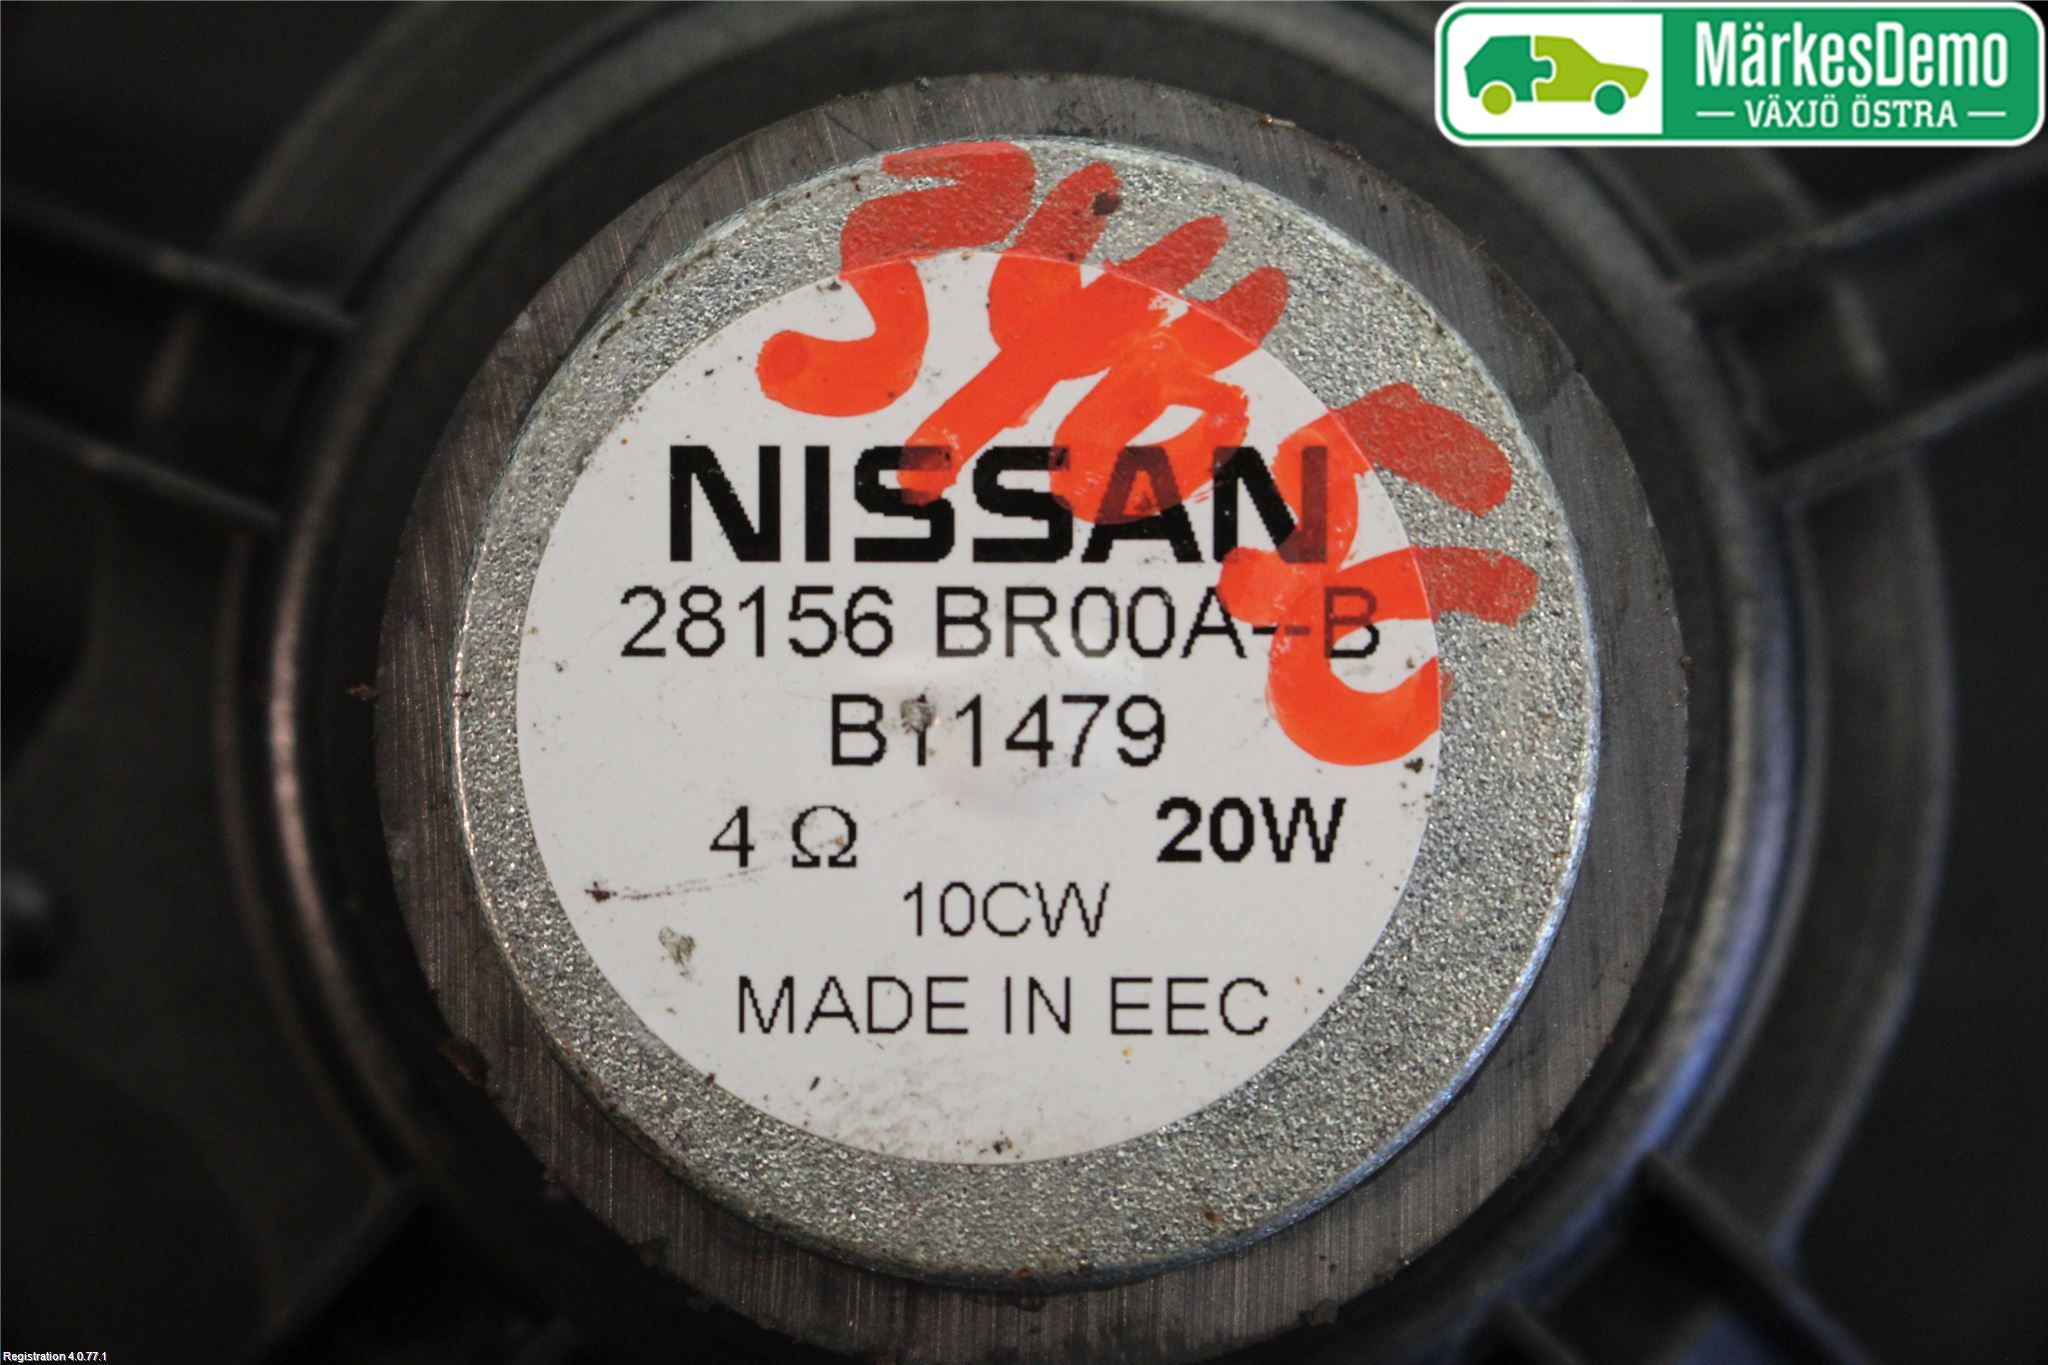 MärkesDemo
VÄXJÖ ÖSTRA
NISSAN
28156 BR00A--B
B11479
4 Ω 20W
10CW
MADE IN EEC
Registration 4.0.77.1